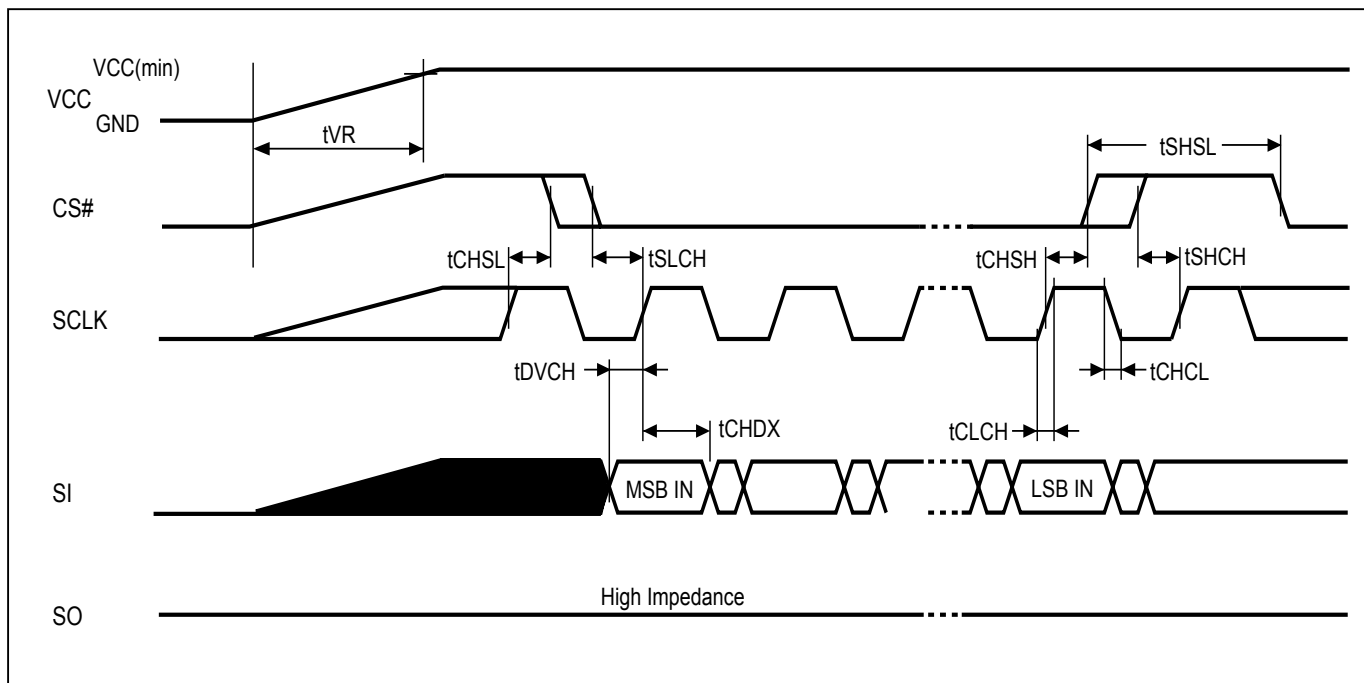 VCC(min)
VCC
GND
tVR
tSHSL
CS#
tCHSL
tSLCH
tCHSH
tSHCH
SCLK
tDVCH
tCHCL
tCHDX
tCLCH
SI
MSB IN
LSB IN
High Impedance
SO